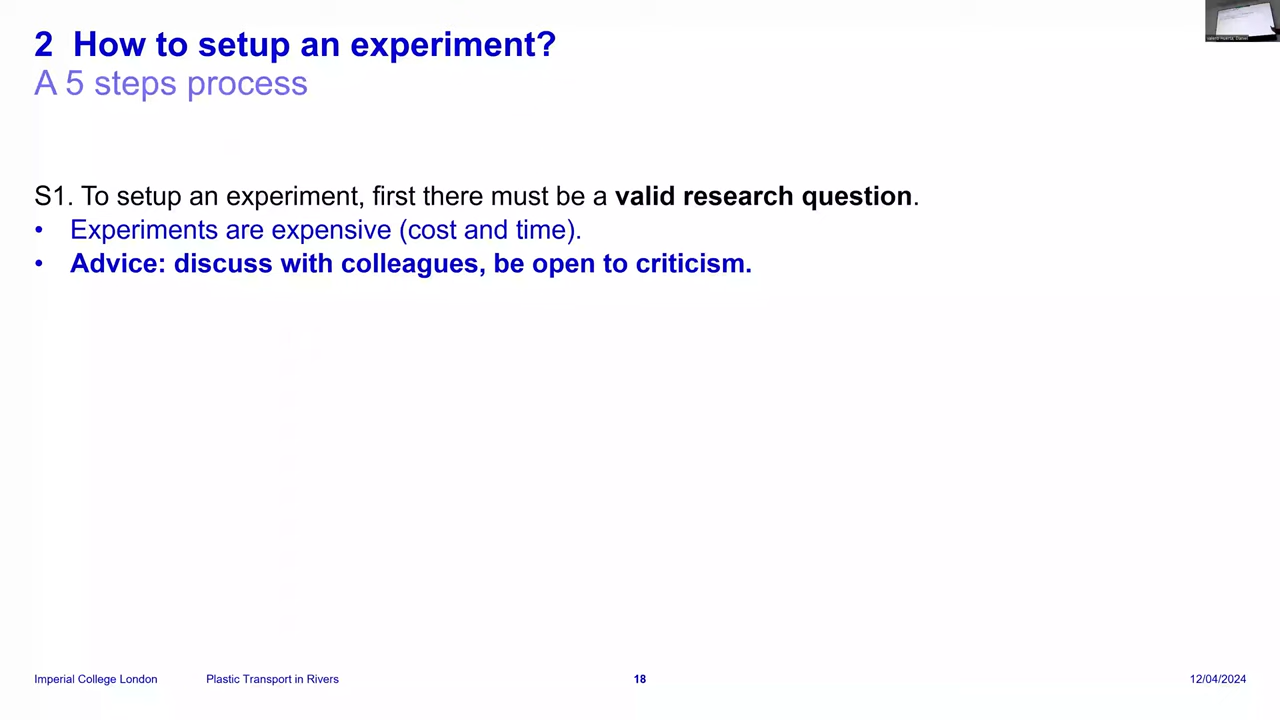 2 How to setup an experiment?
A 5 steps process
S1. To setup an experiment, first there must be a valid research question.
• Experiments are expensive (cost and time).
• Advice: discuss with colleagues, be open to criticism.
Imperial College London Plastic Transport in Rivers 18 12/04/2024